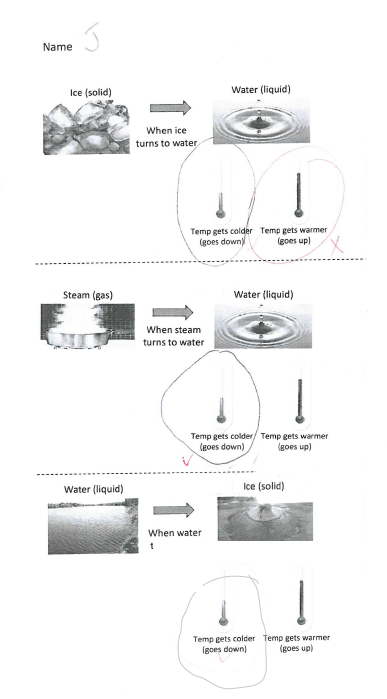 Name J
Ice (solid)
Water (liquid)
When ice
turns to water
Temp gets colder
(goes down)
Temp gets warmer
(goes up)
Steam (gas)
Water (liquid)
When steam
turns to water
Temp gets colder
(goes down)
Temp gets warmer
(goes up)
Water (liquid)
Ice (solid)
When water
t
Temp gets colder
(goes down)
Temp gets warmer
(goes up)